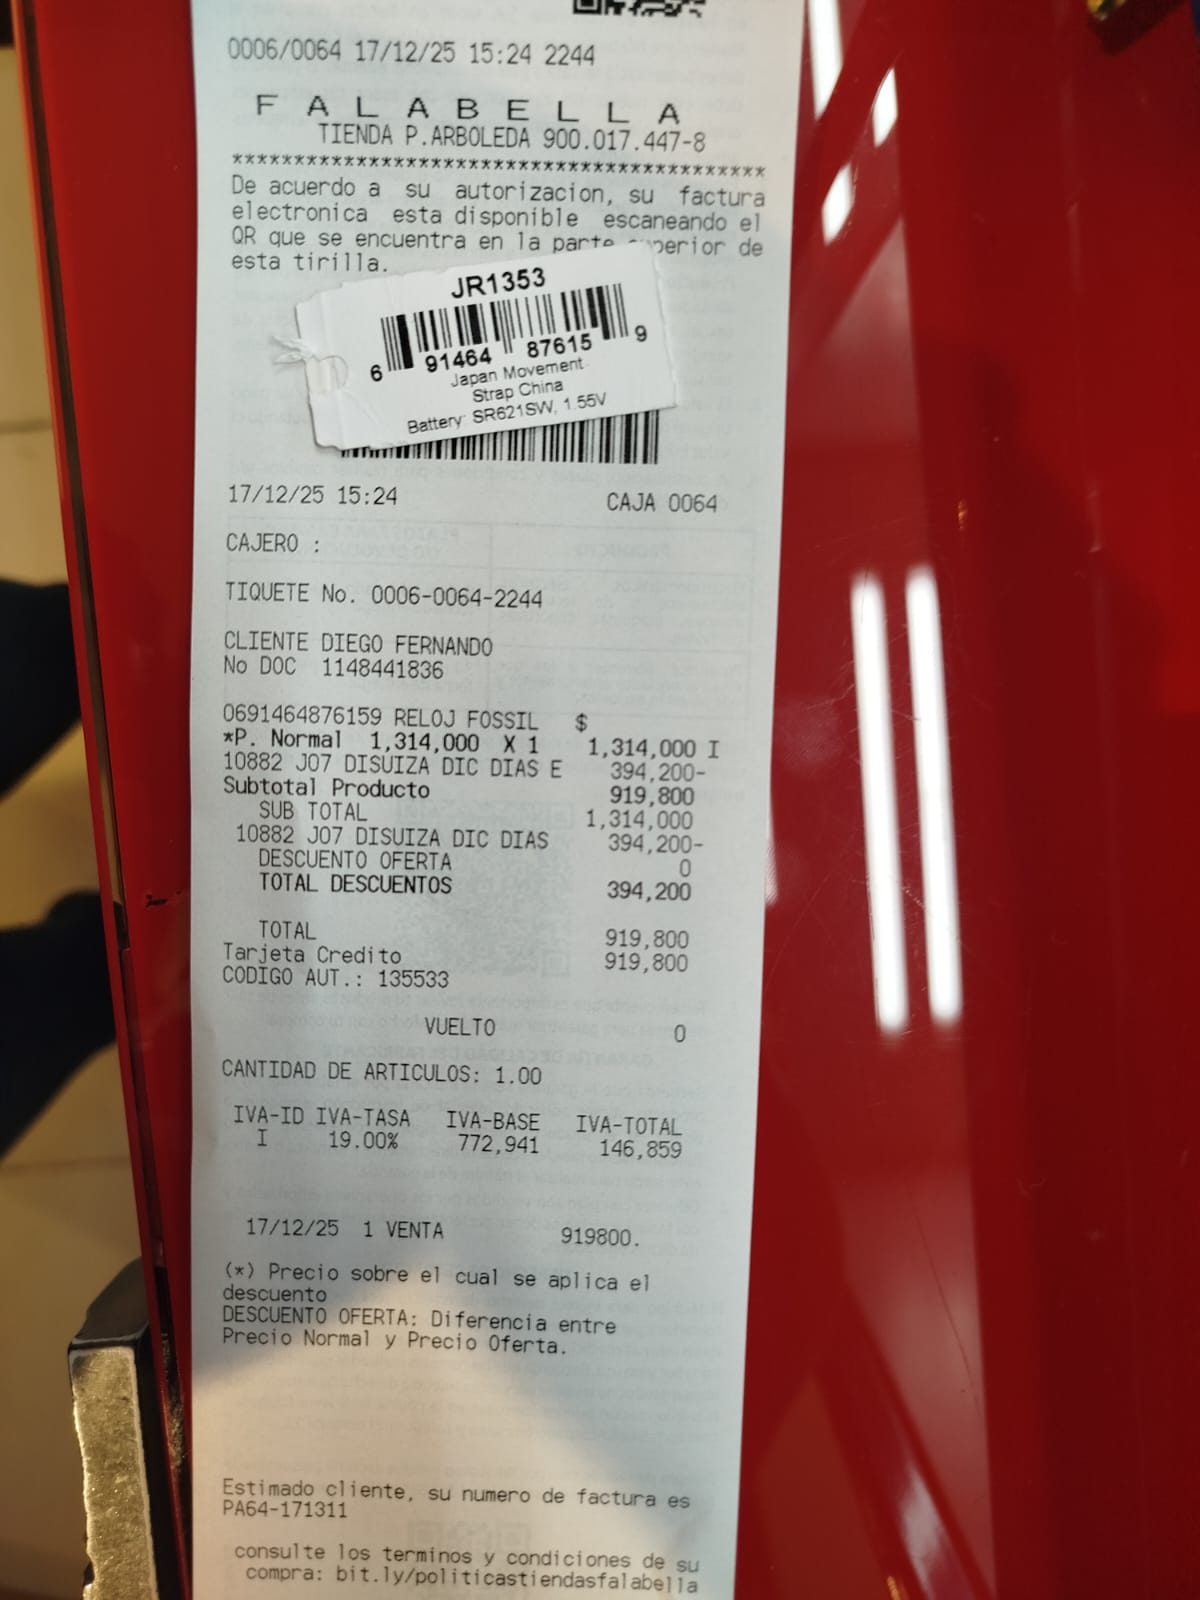 0006/0064 17/12/25 15:24 2244
F A L A B E L L A
TIENDA P.ARBOLEDA 900.017.447-8
*******************************************
De acuerdo a su autorizacion, su factura
electronica esta disponible escaneando el
QR que se encuentra en la parte superior de
esta tirilla.
JR1353
6 91464 87615 9
Japan Movement
Strap China
Battery: SR621SW, 1.55V
17/12/25 15:24 CAJA 0064
CAJERO :
TIQUETE No. 0006-0064-2244
CLIENTE DIEGO FERNANDO
No DOC 1148441836
0691464876159 RELOJ FOSSIL $
*P. Normal 1,314,000 X 1 1,314,000 I
10882 J07 DISUIZA DIC DIAS E 394,200-
Subtotal Producto 919,800
SUB TOTAL 1,314,000
10882 J07 DISUIZA DIC DIAS 394,200-
DESCUENTO OFERTA 0
TOTAL DESCUENTOS 394,200
TOTAL 919,800
Tarjeta Credito 919,800
CODIGO AUT.: 135533
VUELTO 0
CANTIDAD DE ARTICULOS: 1.00
IVA-ID IVA-TASA IVA-BASE IVA-TOTAL
I 19.00% 772,941 146,859
17/12/25 1 VENTA 919800.
(*) Precio sobre el cual se aplica el
descuento
DESCUENTO OFERTA: Diferencia entre
Precio Normal y Precio Oferta.
Estimado cliente, su numero de factura es
PA64-171311
consulte los terminos y condiciones de su
compra: bit.ly/politicastiendasfalabella